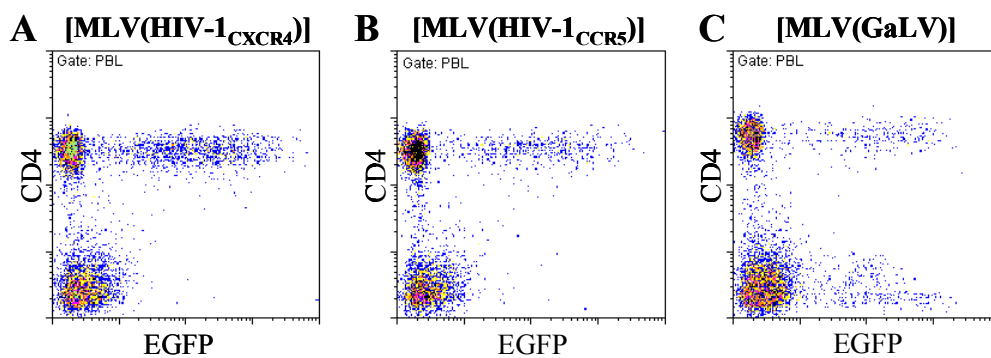 A [MLV(HIV-1CXCR4)]
Gate: PBL
CD4
EGFP
B [MLV(HIV-1CCR5)]
Gate: PBL
CD4
EGFP
C [MLV(GaLV)]
Gate: PBL
CD4
EGFP